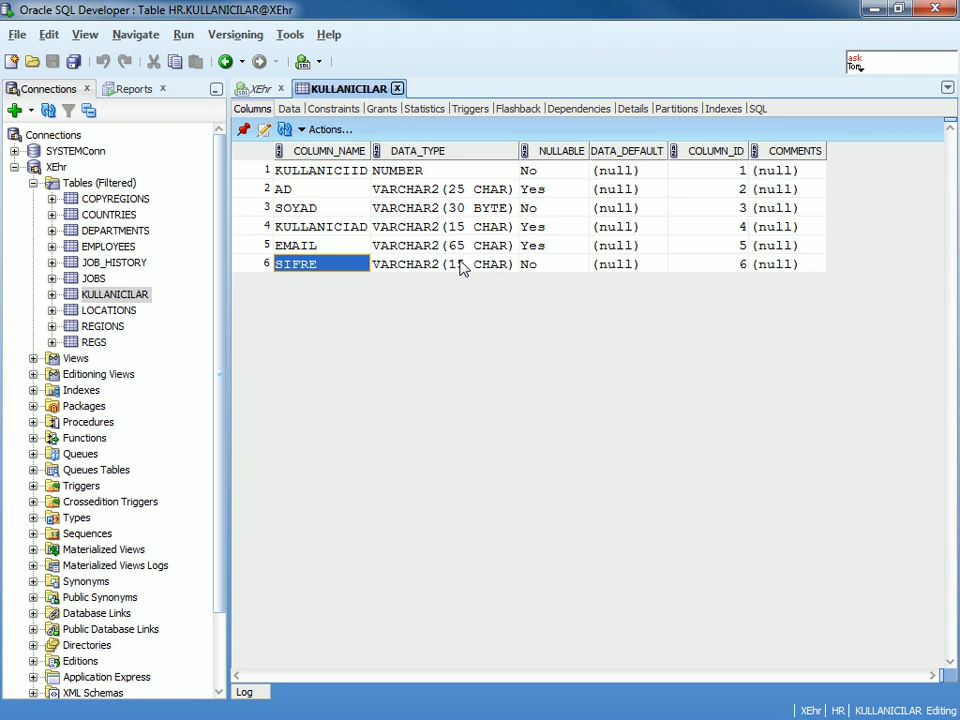 Oracle SQL Developer : Table HR.KULLANICILAR@XEhr
File Edit View Navigate Run Versioning Tools Help
ask
Tom
Connections Reports
XEhr KULLANICILAR
Columns Data Constraints Grants Statistics Triggers Flashback Dependencies Details Partitions Indexes SQL
Actions...
COLUMN_NAME DATA_TYPE NULLABLE DATA_DEFAULT COLUMN_ID COMMENTS
1 KULLANICIID NUMBER No (null) 1 (null)
2 AD VARCHAR2(25 CHAR) Yes (null) 2 (null)
3 SOYAD VARCHAR2(30 BYTE) No (null) 3 (null)
4 KULLANICIAD VARCHAR2(15 CHAR) Yes (null) 4 (null)
5 EMAIL VARCHAR2(65 CHAR) Yes (null) 5 (null)
6 SIFRE VARCHAR2(15 CHAR) No (null) 6 (null)
Connections
SYSTEMConn
XEhr
Tables (Filtered)
COPYREGIONS
COUNTRIES
DEPARTMENTS
EMPLOYEES
JOB_HISTORY
JOBS
KULLANICILAR
LOCATIONS
REGIONS
REGS
Views
Editioning Views
Indexes
Packages
Procedures
Functions
Queues
Queues Tables
Triggers
Crossedition Triggers
Types
Sequences
Materialized Views
Materialized Views Logs
Synonyms
Public Synonyms
Database Links
Public Database Links
Directories
Editions
Application Express
XML Schemas
Log
XEhr HR KULLANICILAR Editing